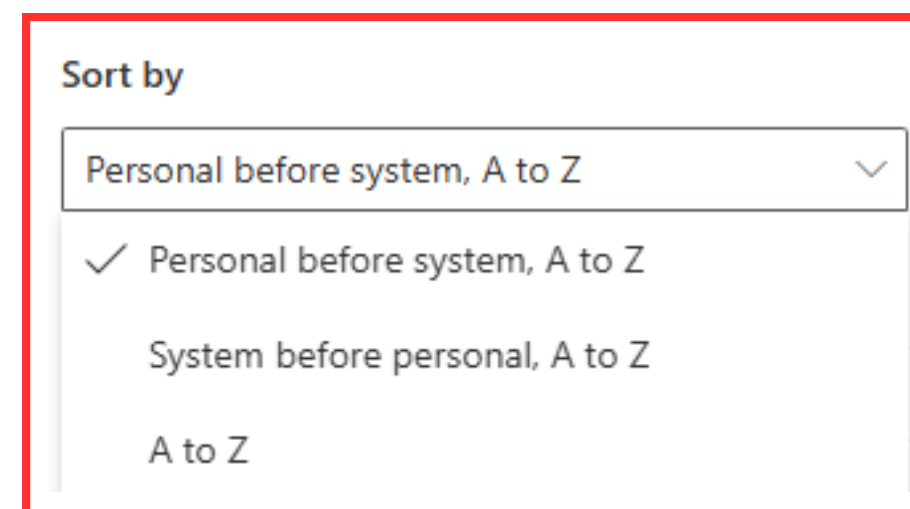 Sort by
Personal before system, A to Z
Personal before system, A to Z
System before personal, A to Z
A to Z